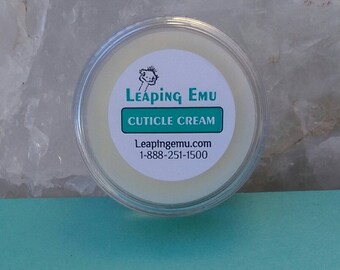 Leaping Emu
CUTICLE CREAM
Leapingemu.com
1-888-251-1500